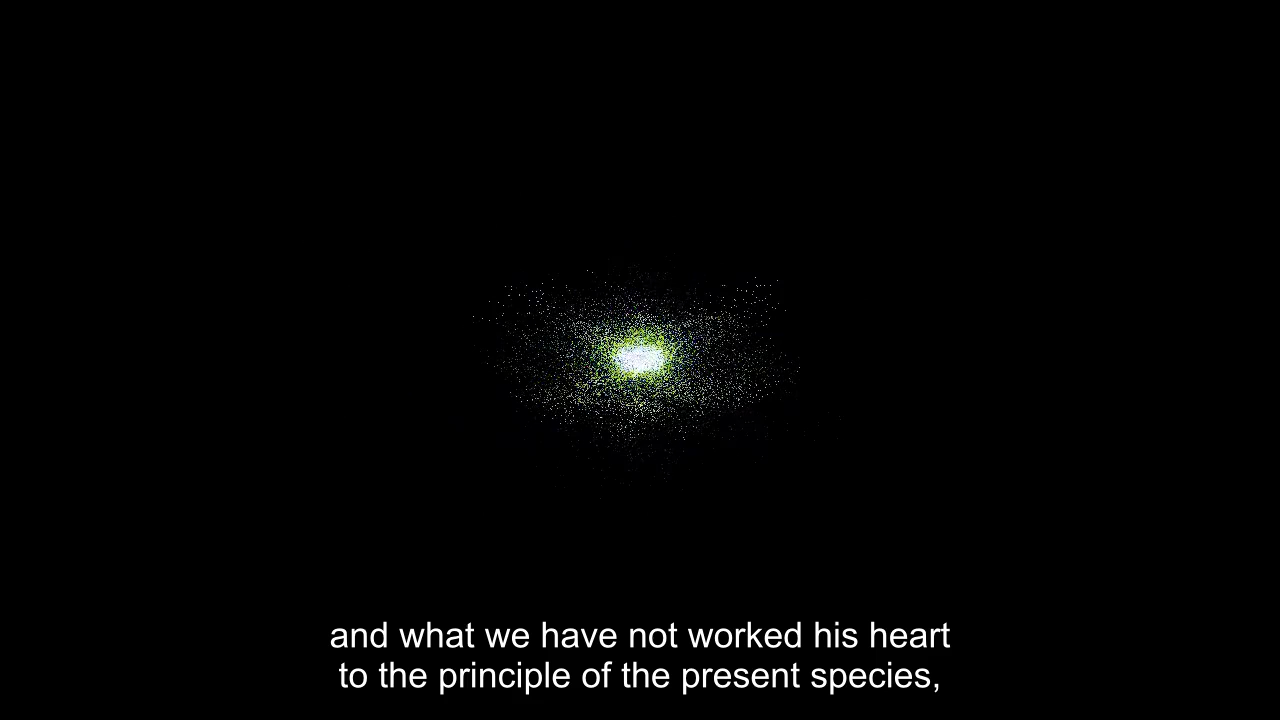 and what we have not worked his heart
to the principle of the present species,